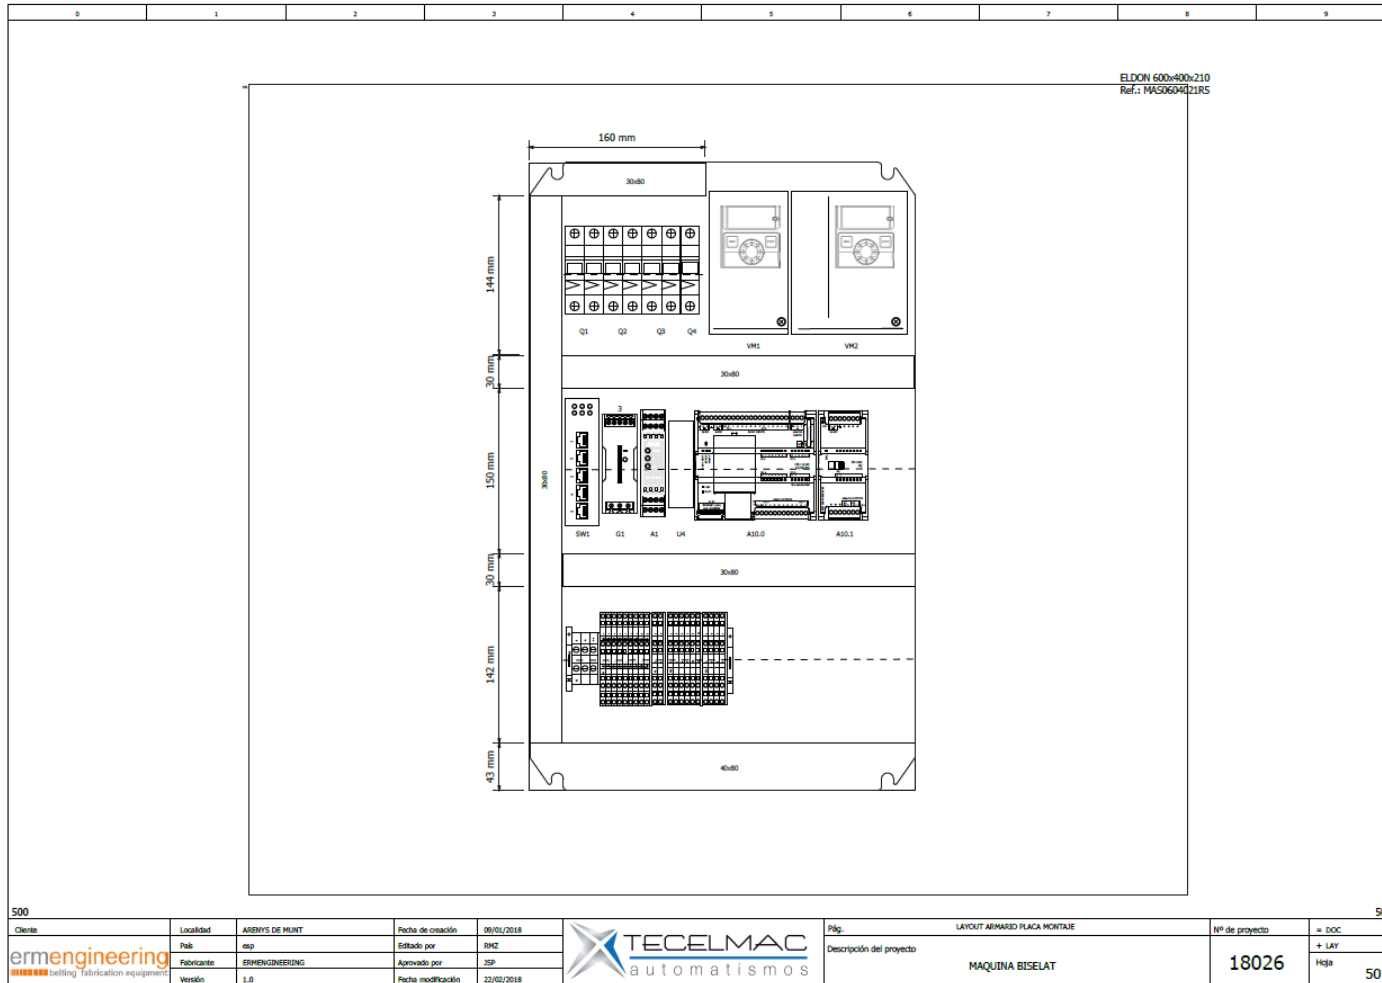 0 1 2 3 4 5 6 7 8 9
ELDON 600x400x210
Ref.: MAS0604021R5
160 mm
30x80
144 mm
Q1 Q2 Q3 Q4
VM1 VM2
30 mm
30x80
3
150 mm
30x80
SW1 G1 A1 U4 A10.0 A10.1
30 mm
30x80
142 mm
43 mm
40x80
500
Cliente
ermengineering
belting fabrication equipment
Localidad ARENYS DE MUNT
País esp
Fabricante ERMENGINEERING
Versión 1.0
Fecha de creación 09/01/2018
Editado por RMZ
Aprovado por JSP
Fecha modificación 22/02/2018
TECELMAC
automatismos
Pág. LAYOUT ARMARIO PLACA MONTAJE
Descripción del proyecto
MAQUINA BISELAT
Nº de proyecto
18026
= DOC
+ LAY
Hoja
50